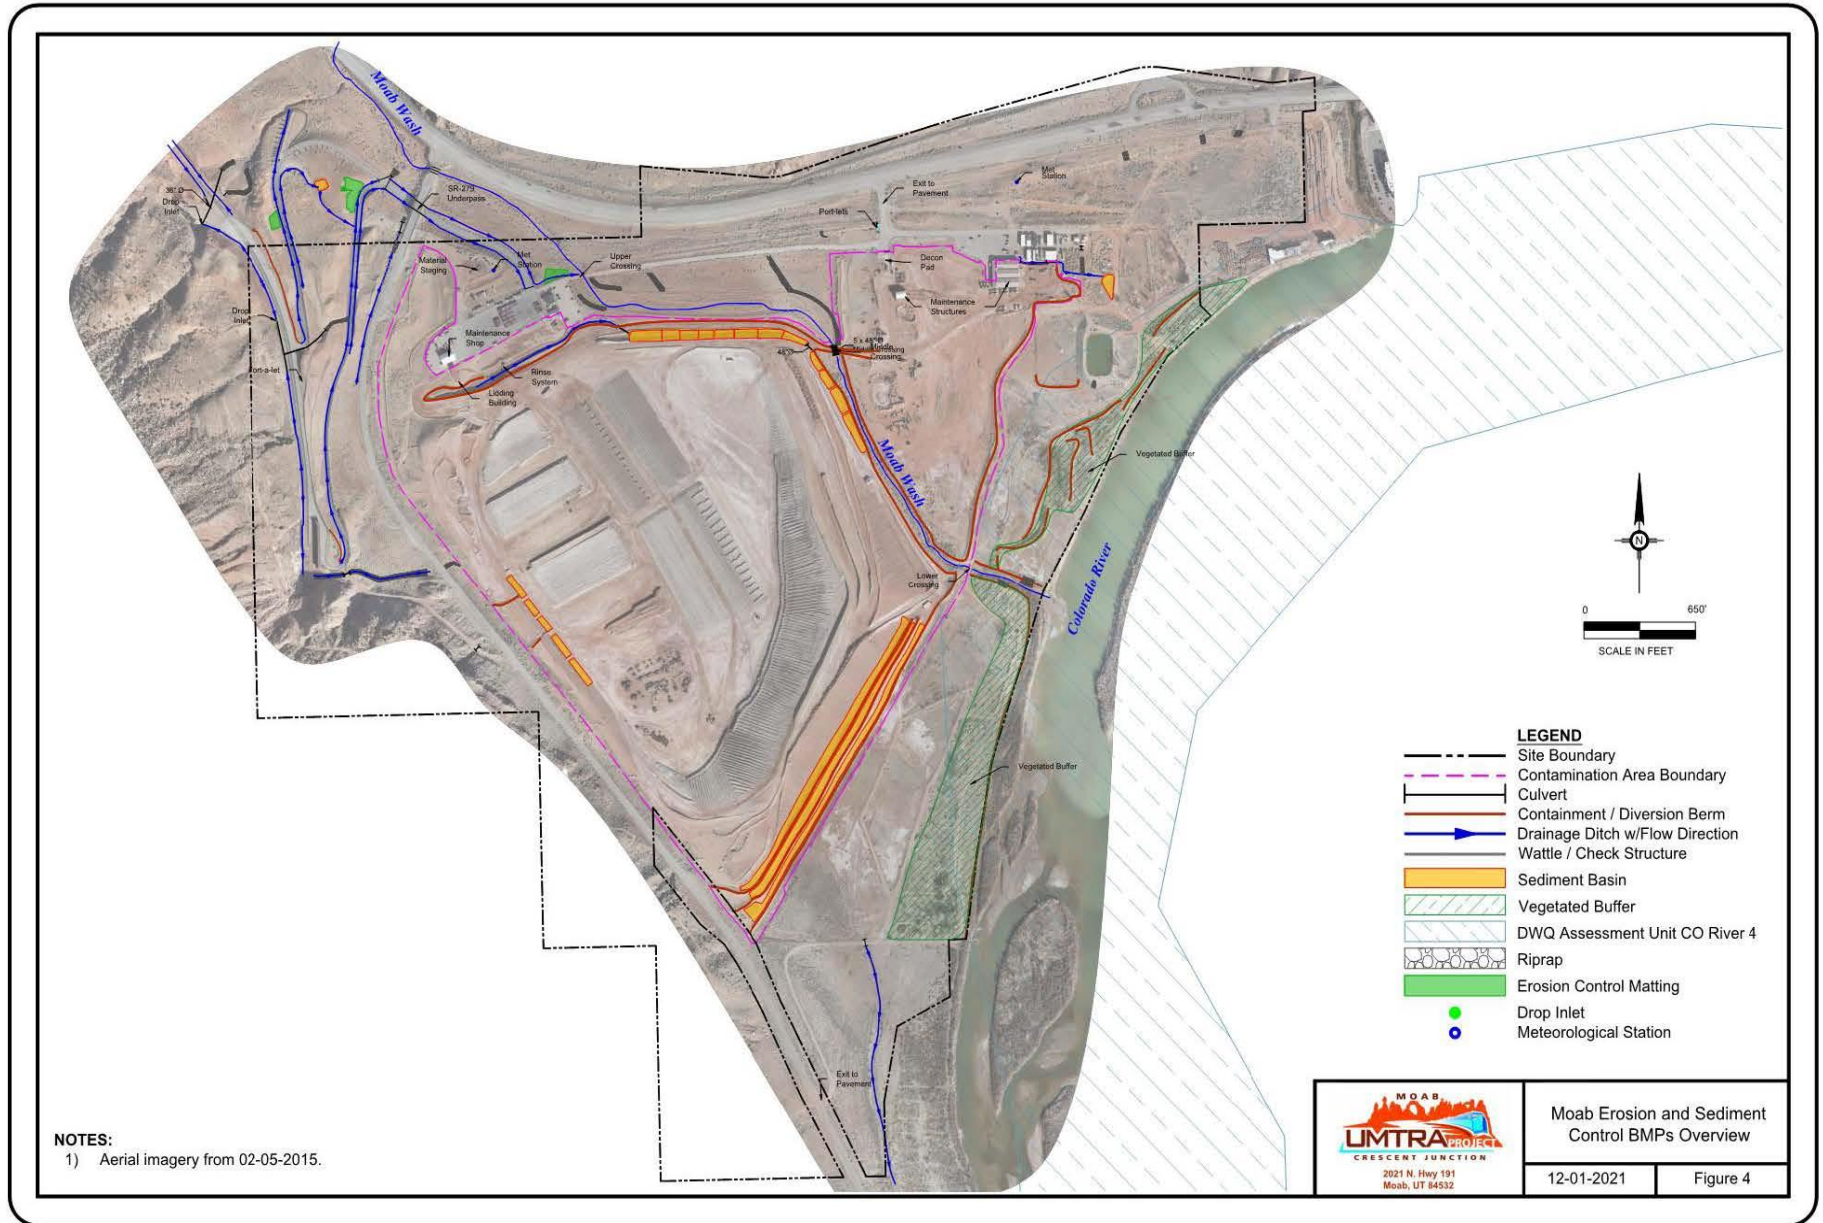 Moab Wash
36" Ø
Drop
Inlet
SR-279
Underpass
Met
Station
Exit to
Pavement
Port-lets
Material
Staging
Met
Station
Upper
Crossing
Decon
Pad
Maintenance
Structures
Drop
Inlet
Maintenance
Shop
5 x 48" Ø
Middle
Crossing
48"Ø
Port-a-let
Rinse
System
Lidding
Building
Moab Wash
Vegetated Buffer
Lower
Crossing
Colorado River
Vegetated Buffer
Exit to
Pavement
N
0 650'
SCALE IN FEET
LEGEND
Site Boundary
Contamination Area Boundary
Culvert
Containment / Diversion Berm
Drainage Ditch w/Flow Direction
Wattle / Check Structure
Sediment Basin
Vegetated Buffer
DWQ Assessment Unit CO River 4
Riprap
Erosion Control Matting
Drop Inlet
Meteorological Station
NOTES:
1) Aerial imagery from 02-05-2015.
MOAB
UMTRA PROJECT
CRESCENT JUNCTION
2021 N. Hwy 191
Moab, UT 84532
Moab Erosion and Sediment
Control BMPs Overview
12-01-2021 Figure 4